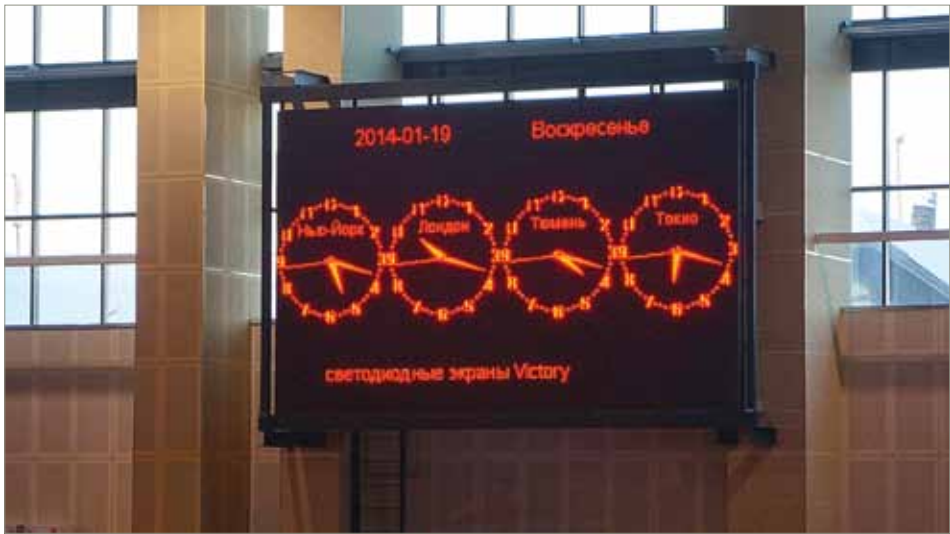 2014-01-19 Воскресенье
Нью-Йорк Лондон Тюмень Токио
светодиодные экраны Victory